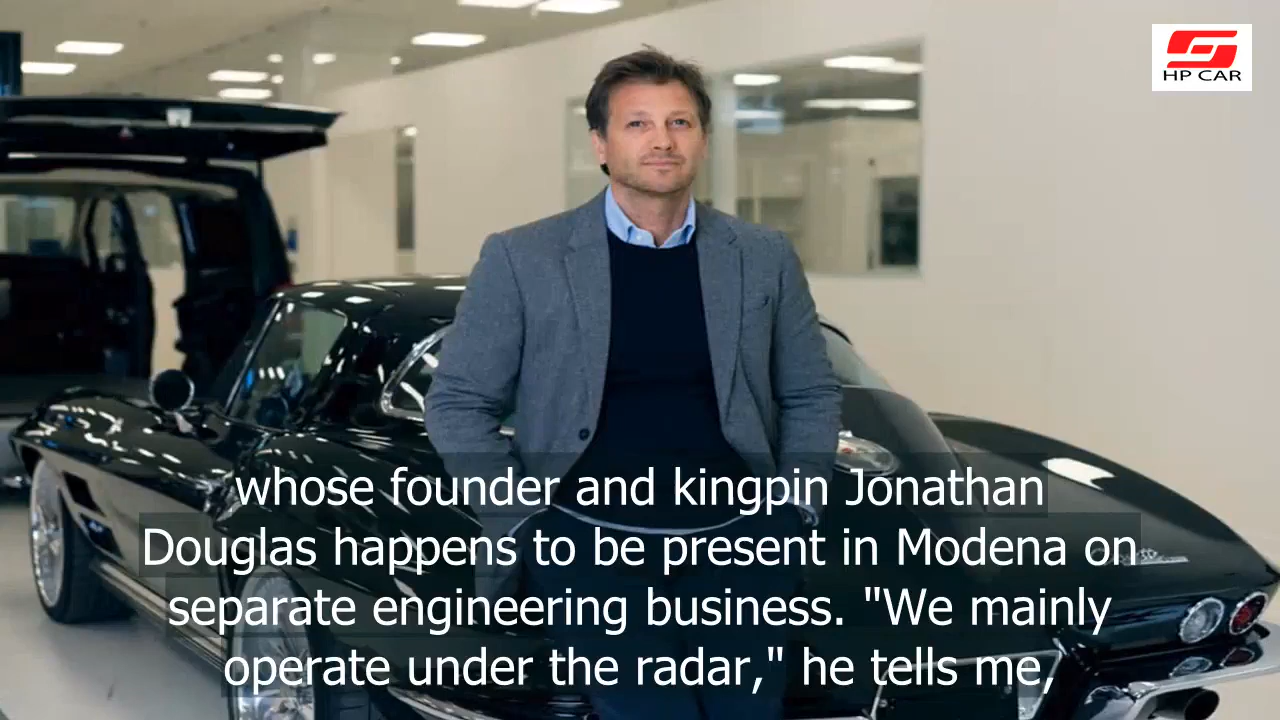 HP CAR
whose founder and kingpin Jonathan
Douglas happens to be present in Modena on
separate engineering business. "We mainly
operate under the radar," he tells me,